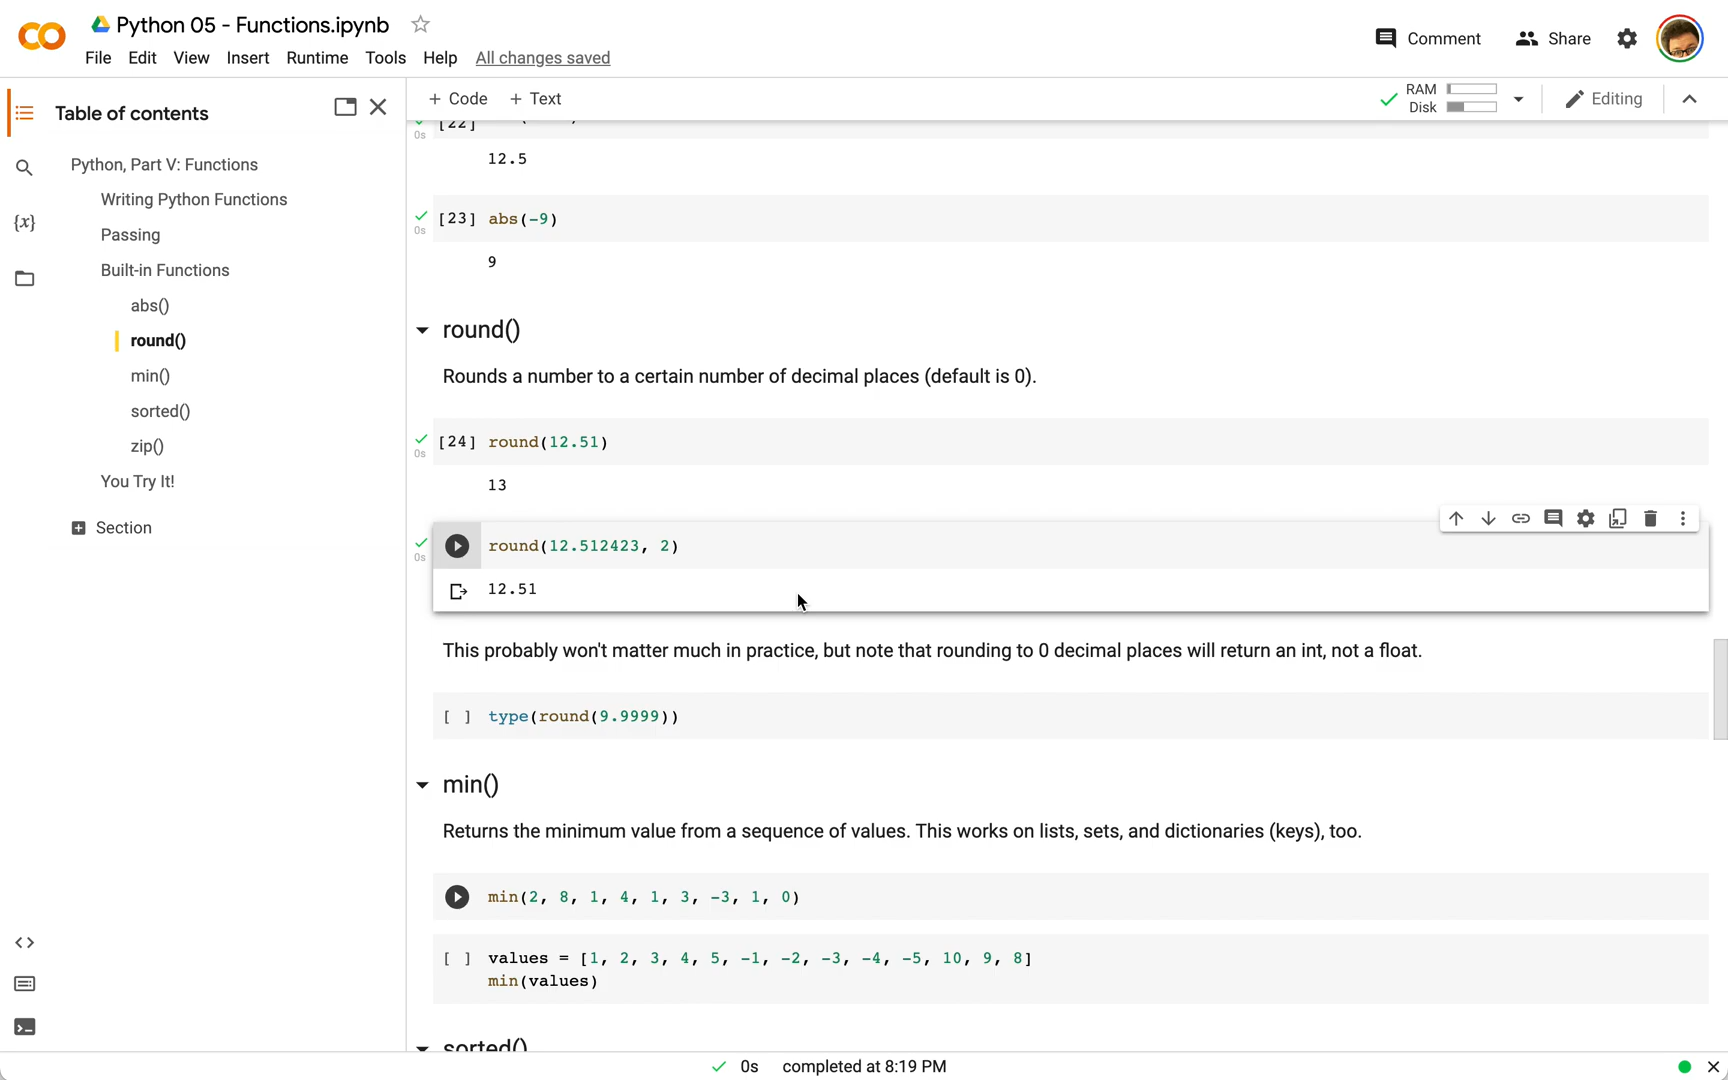 Python 05 - Functions.ipynb
File Edit View Insert Runtime Tools Help All changes saved
Comment Share
Table of contents
Python, Part V: Functions
Writing Python Functions
Passing
Built-in Functions
abs()
round()
min()
sorted()
zip()
You Try It!
Section
+ Code + Text
RAM
Disk
Editing
0s [22]
12.5
0s [23] abs(-9)
9
round()
Rounds a number to a certain number of decimal places (default is 0).
0s [24] round(12.51)
13
0s round(12.512423, 2)
12.51
This probably won't matter much in practice, but note that rounding to 0 decimal places will return an int, not a float.
[ ] type(round(9.9999))
min()
Returns the minimum value from a sequence of values. This works on lists, sets, and dictionaries (keys), too.
min(2, 8, 1, 4, 1, 3, -3, 1, 0)
[ ] values = [1, 2, 3, 4, 5, -1, -2, -3, -4, -5, 10, 9, 8]
min(values)
sorted()
0s completed at 8:19 PM